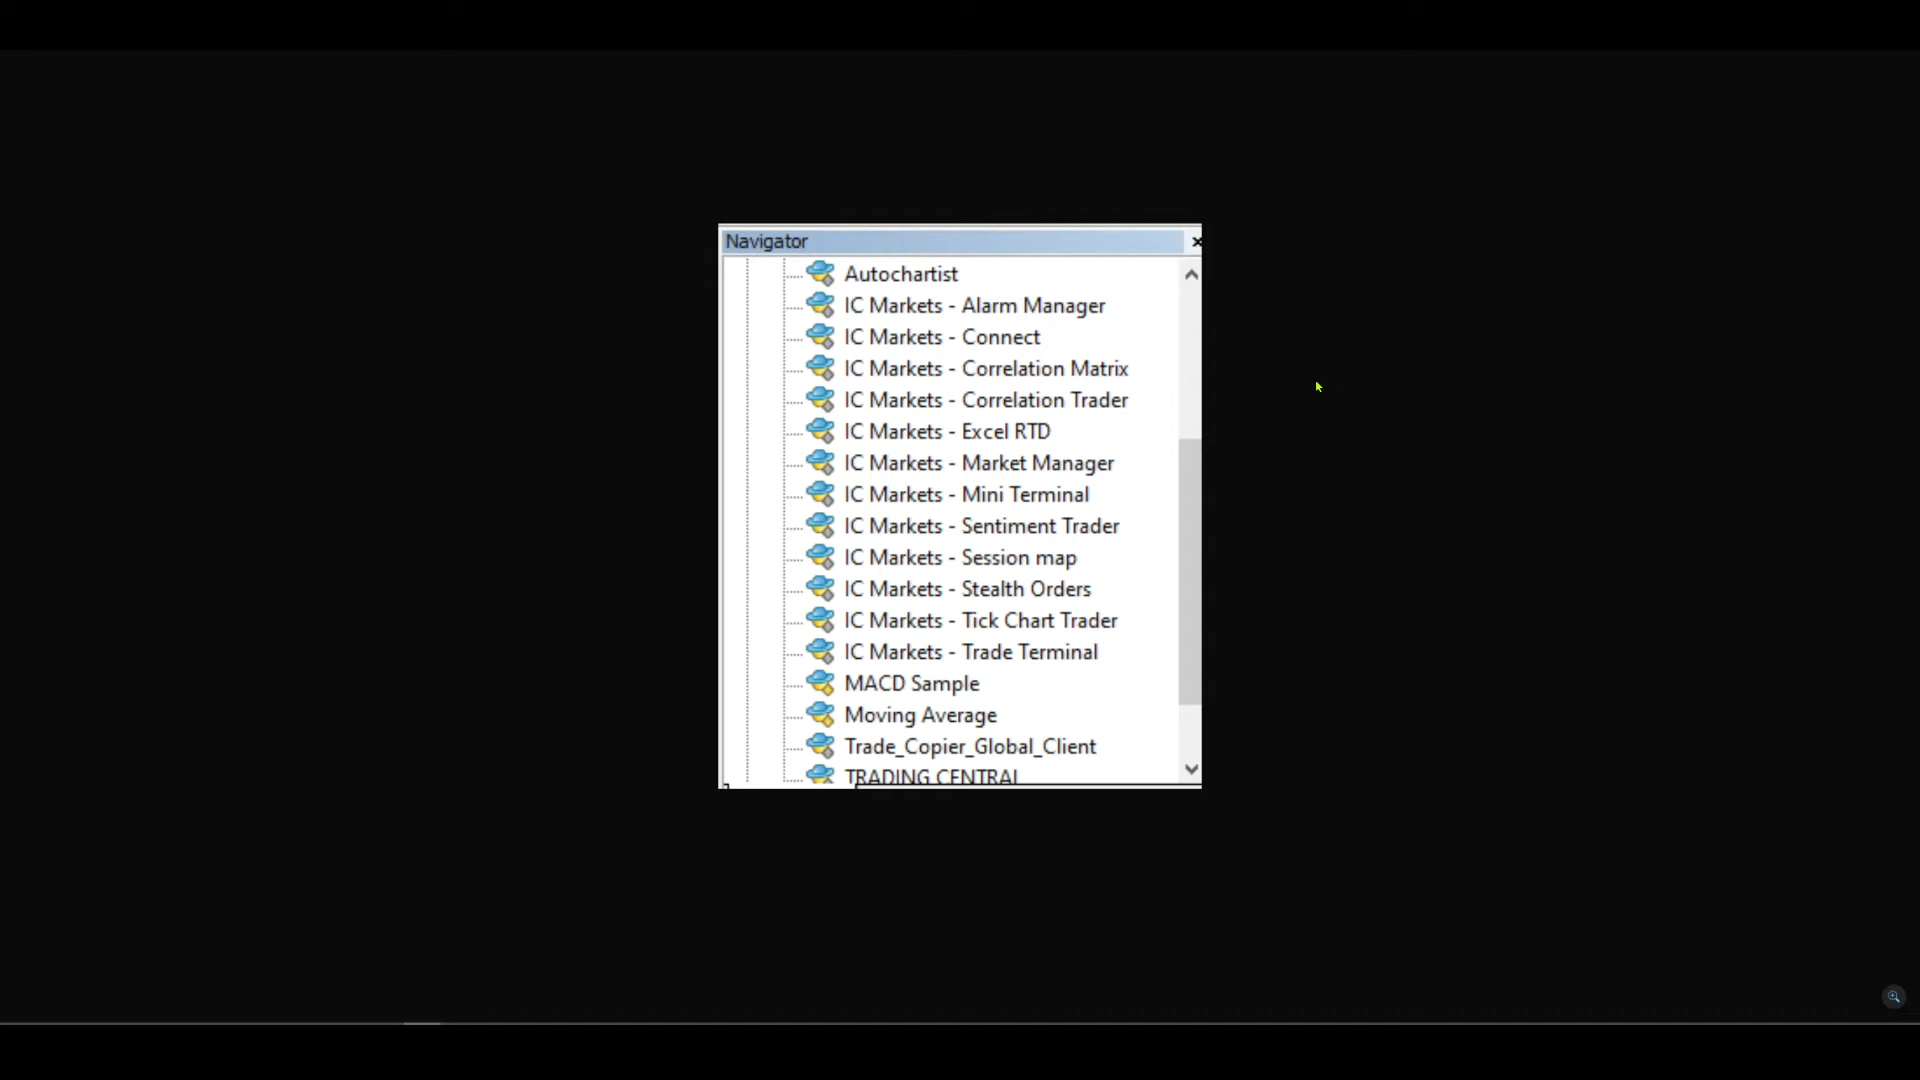 Navigator
Autochartist
IC Markets - Alarm Manager
IC Markets - Connect
IC Markets - Correlation Matrix
IC Markets - Correlation Trader
IC Markets - Excel RTD
IC Markets - Market Manager
IC Markets - Mini Terminal
IC Markets - Sentiment Trader
IC Markets - Session map
IC Markets - Stealth Orders
IC Markets - Tick Chart Trader
IC Markets - Trade Terminal
MACD Sample
Moving Average
Trade_Copier_Global_Client
TRADING CENTRAL